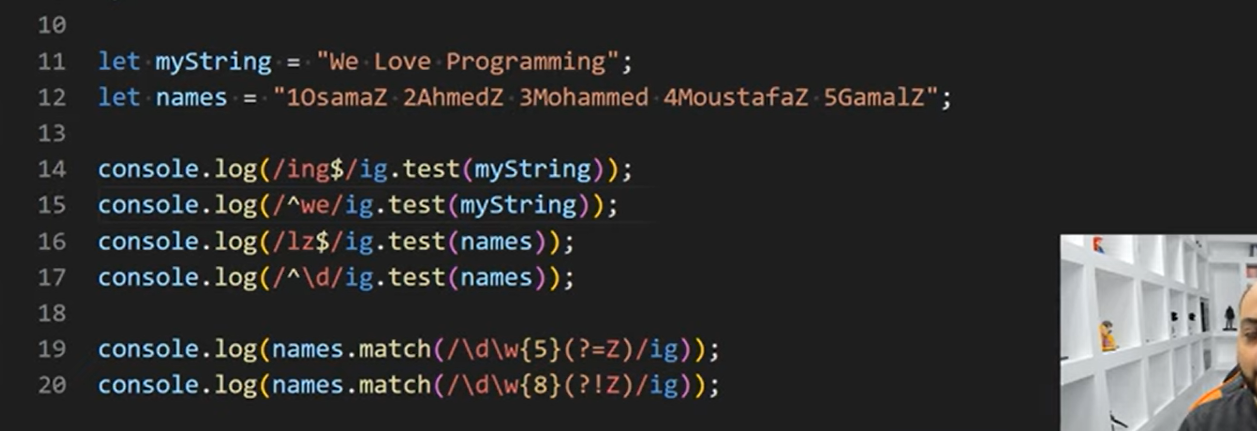 10
11 let myString = "We Love Programming";
12 let names = "1OsamaZ 2AhmedZ 3Mohammed 4MoustafaZ 5GamalZ";
13
14 console.log(/ing$/ig.test(myString));
15 console.log(/^we/ig.test(myString));
16 console.log(/lz$/ig.test(names));
17 console.log(/^\d/ig.test(names));
18
19 console.log(names.match(/\d\w{5}(?=Z)/ig));
20 console.log(names.match(/\d\w{8}(?!Z)/ig));